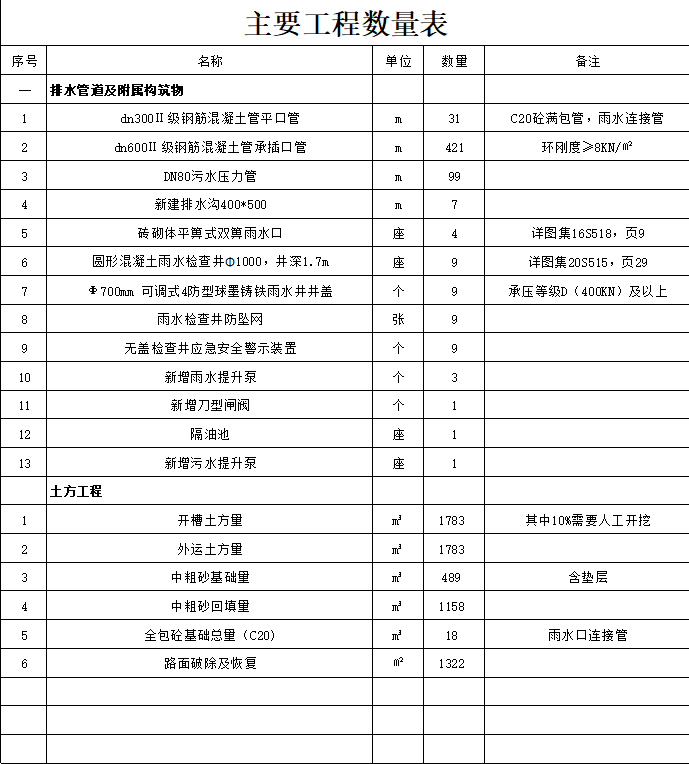 主要工程数量表
序号 名称 单位 数量 备注
一 排水管道及附属构筑物
1 dn300Ⅱ级钢筋混凝土管平口管 m 31 C20砼满包管，雨水连接管
2 dn600Ⅱ级钢筋混凝土管承插口管 m 421 环刚度≥8KN/㎡
3 DN80污水压力管 m 99
4 新建排水沟400*500 m 7
5 砖砌体平箅式双箅雨水口 座 4 详图集16S518，页9
6 圆形混凝土雨水检查井Φ1000，井深1.7m 座 9 详图集20S515，页29
7 Φ700mm 可调式4防型球墨铸铁雨水井井盖 个 9 承压等级D（400KN）及以上
8 雨水检查井防坠网 张 9
9 无盖检查井应急安全警示装置 个 9
10 新增雨水提升泵 个 3
11 新增刀型闸阀 个 1
12 隔油池 座 1
13 新增污水提升泵 座 1
土方工程
1 开槽土方量 m³ 1783 其中10%需要人工开挖
2 外运土方量 m³ 1783
3 中粗砂基础量 m³ 489 含垫层
4 中粗砂回填量 m³ 1158
5 全包砼基础总量（C20） m³ 18 雨水口连接管
6 路面破除及恢复 ㎡ 1322